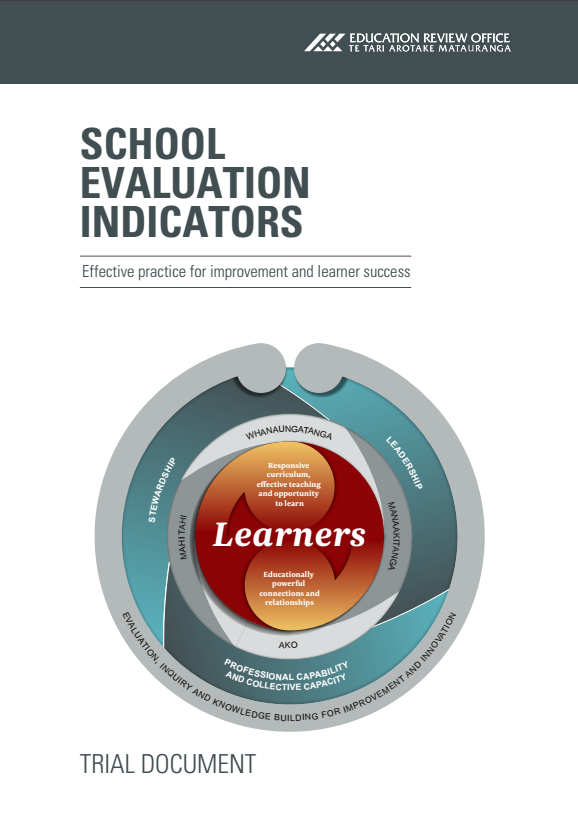 EDUCATION REVIEW OFFICE
TE TARI AROTAKE MATAURANGA
SCHOOL
EVALUATION
INDICATORS
Effective practice for improvement and learner success
WHANAUNGATANGA
LEADERSHIP
STEWARDSHIP
Responsive
curriculum,
effective teaching
and opportunity
to learn
MAHI TAHI
Learners
MANAAKITANGA
Educationally
powerful
connections and
relationships
AKO
PROFESSIONAL CAPABILITY
AND COLLECTIVE CAPACITY
EVALUATION, INQUIRY AND KNOWLEDGE BUILDING FOR IMPROVEMENT AND INNOVATION
TRIAL DOCUMENT